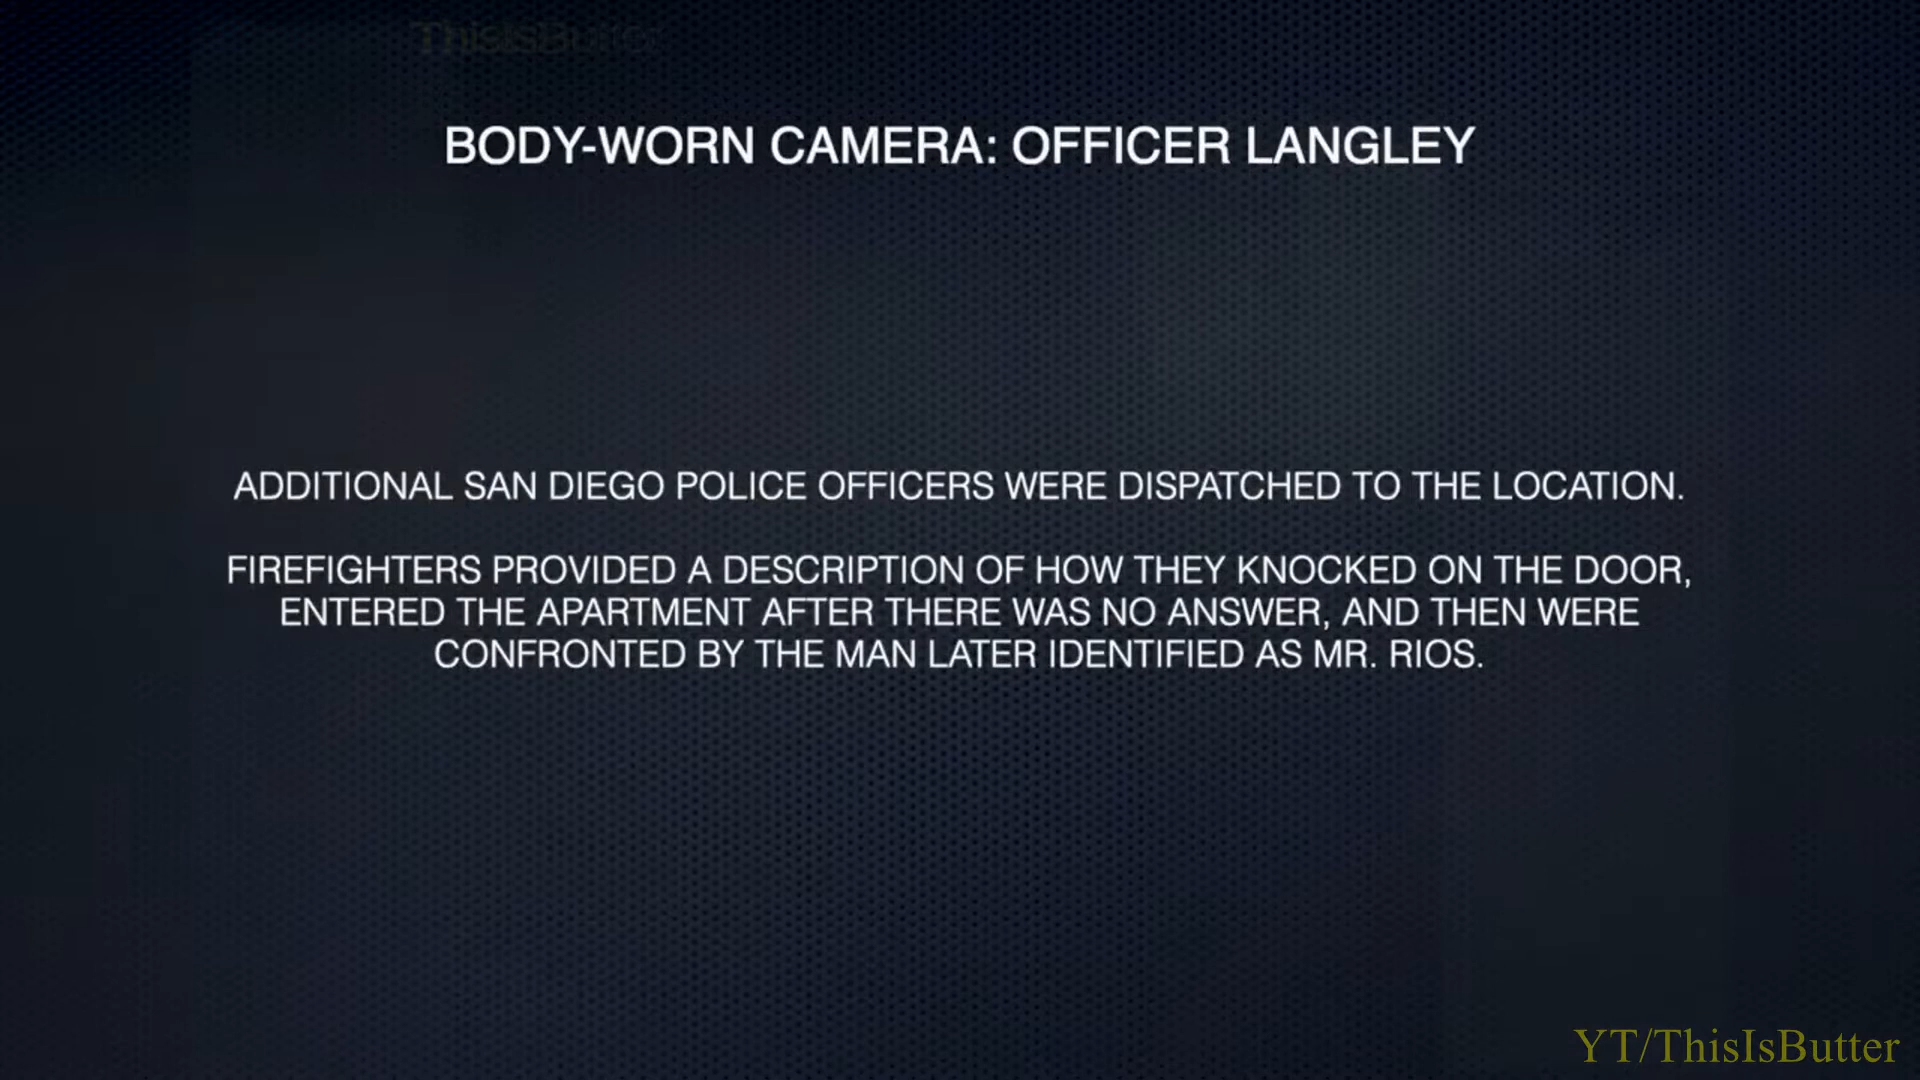 ThisIsButter
BODY-WORN CAMERA: OFFICER LANGLEY
ADDITIONAL SAN DIEGO POLICE OFFICERS WERE DISPATCHED TO THE LOCATION.
FIREFIGHTERS PROVIDED A DESCRIPTION OF HOW THEY KNOCKED ON THE DOOR,
ENTERED THE APARTMENT AFTER THERE WAS NO ANSWER, AND THEN WERE
CONFRONTED BY THE MAN LATER IDENTIFIED AS MR. RIOS.
YT/ThisIsButter